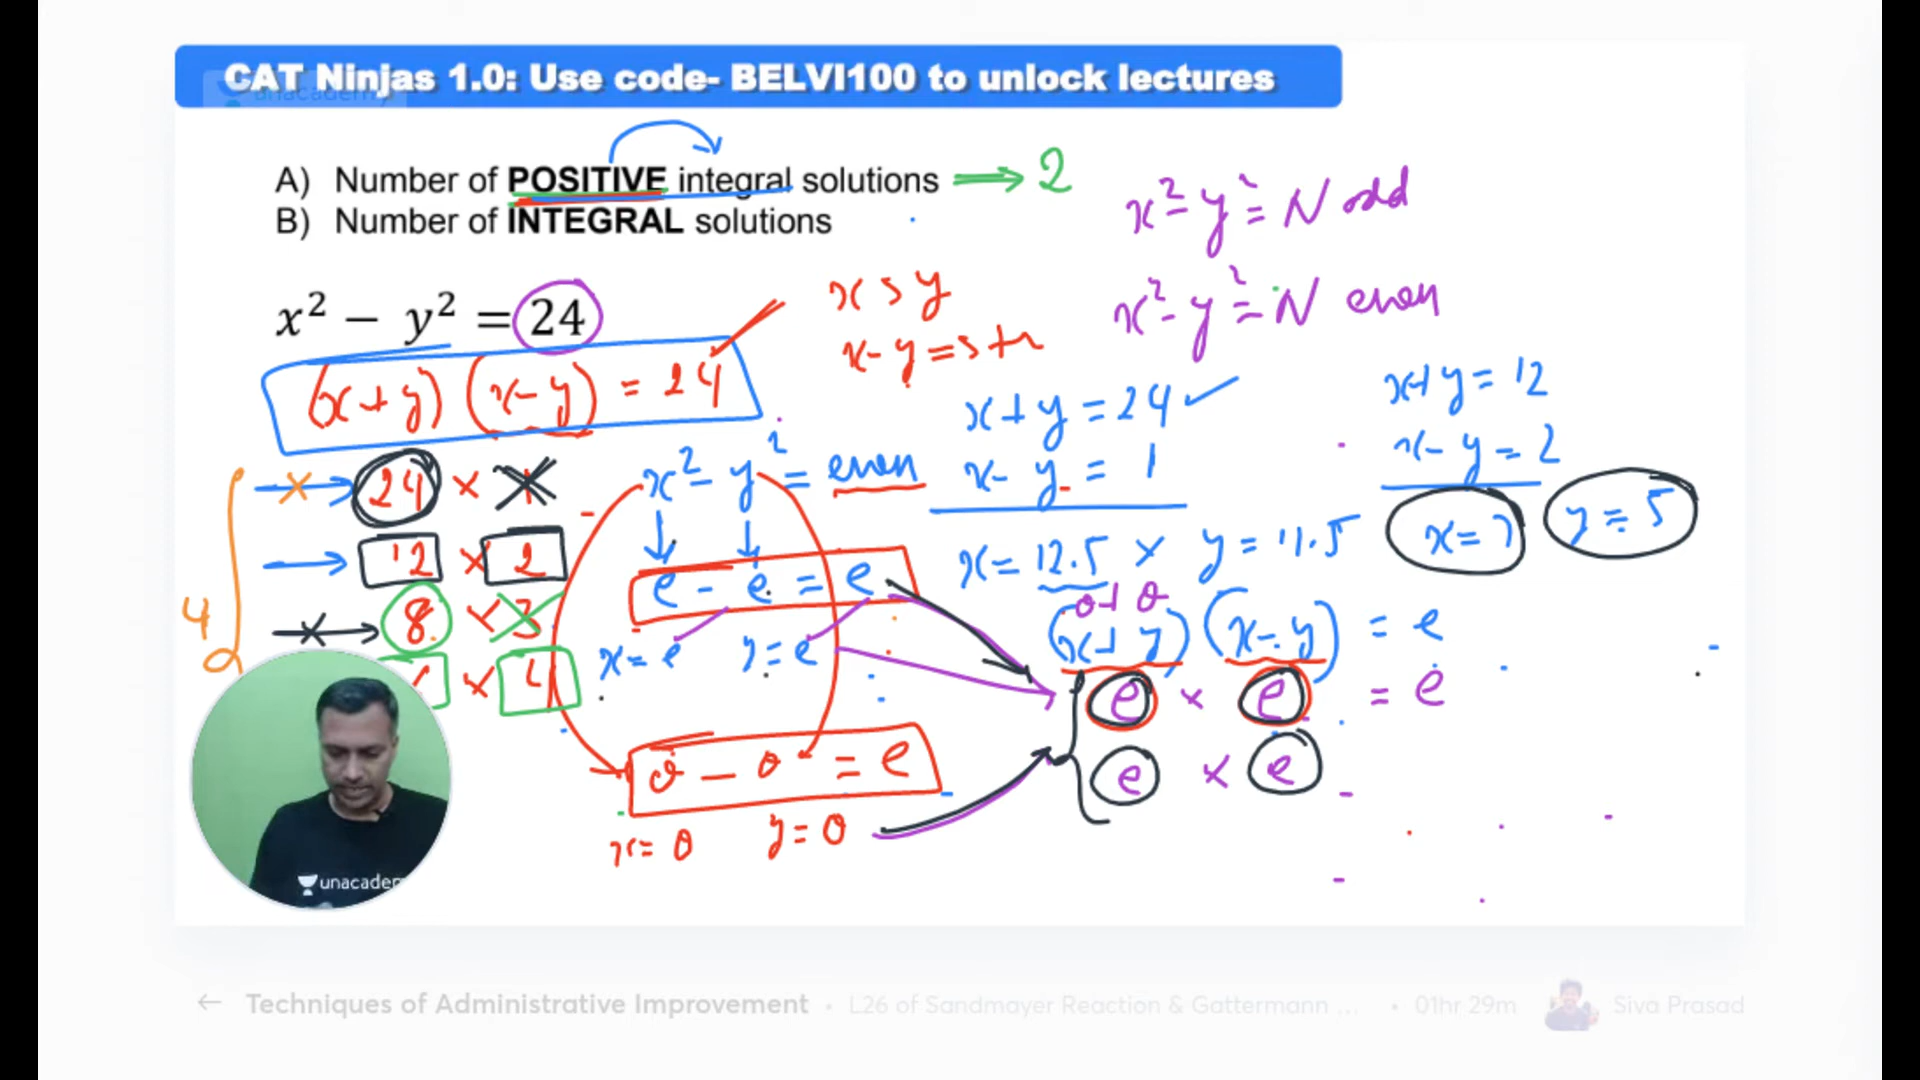 CAT Ninjas 1.0: Use code- BELVI100 to unlock lectures
unacademy
A) Number of POSITIVE integral solutions → 2
B) Number of INTEGRAL solutions
x² - y² = N odd
x² - y² = N even
x² − y² = 24
x > y
x - y = +
(x+y) (x-y) = 24
x+y = 24 ✓
x - y = 1
x = 12.5 × y = 11.5
x+y = 12
x - y = 2
x = 7 y = 5
24 × 1
12 × 2
8 × 3
× 4
4
x² - y² = even
e - e = e
x = e y = e
o - o = e
x = o y = o
o+o
(x+y) (x-y) = e
e × e = e
e × e
unacadem
← Techniques of Administrative Improvement • L26 of Sandmayer Reaction & Gattermann ... • 01hr 29m Siva Prasad